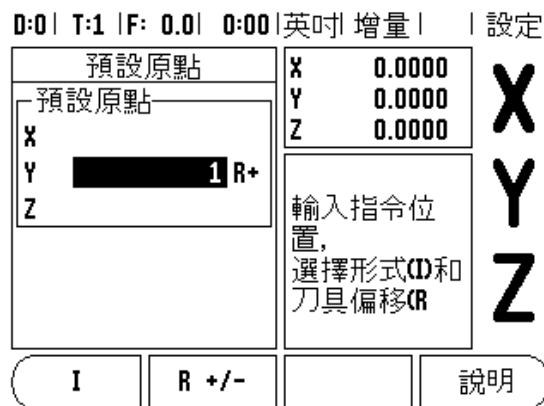 D:0| T:1 |F: 0.0| 0:00|英吋|增量| |設定
預設原點
預設原點
X
Y 1 R+
Z
X 0.0000
Y 0.0000
Z 0.0000
輸入指令位
置,
選擇形式(I)和
刀具偏移(R
X
Y
Z
I
R +/-
說明